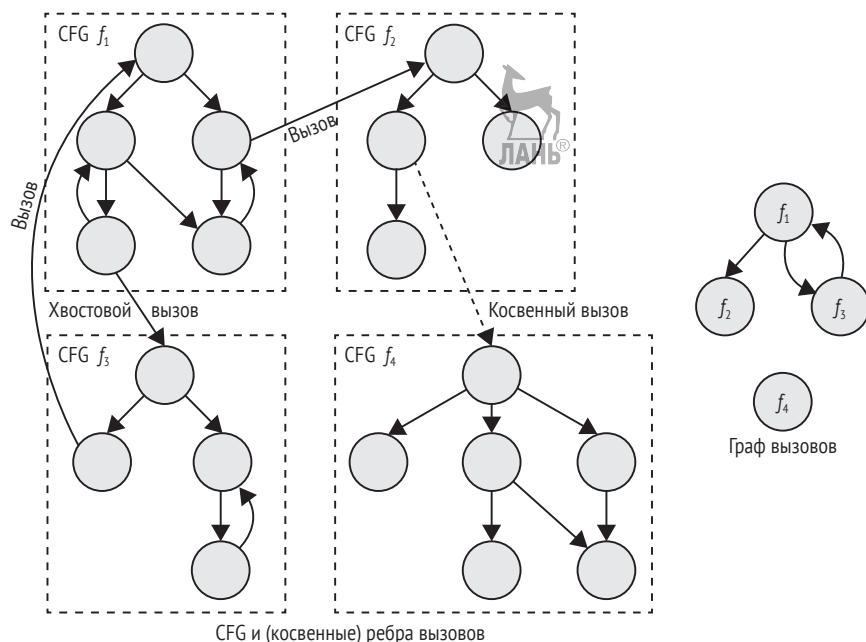 CFG f₁
CFG f₂
Вызов
ЛАНЬ®
Вызов
f₁
f₂
f₃
Хвостовой вызов
Косвенный вызов
CFG f₃
CFG f₄
f₄
Граф вызовов
CFG и (косвенные) ребра вызовов